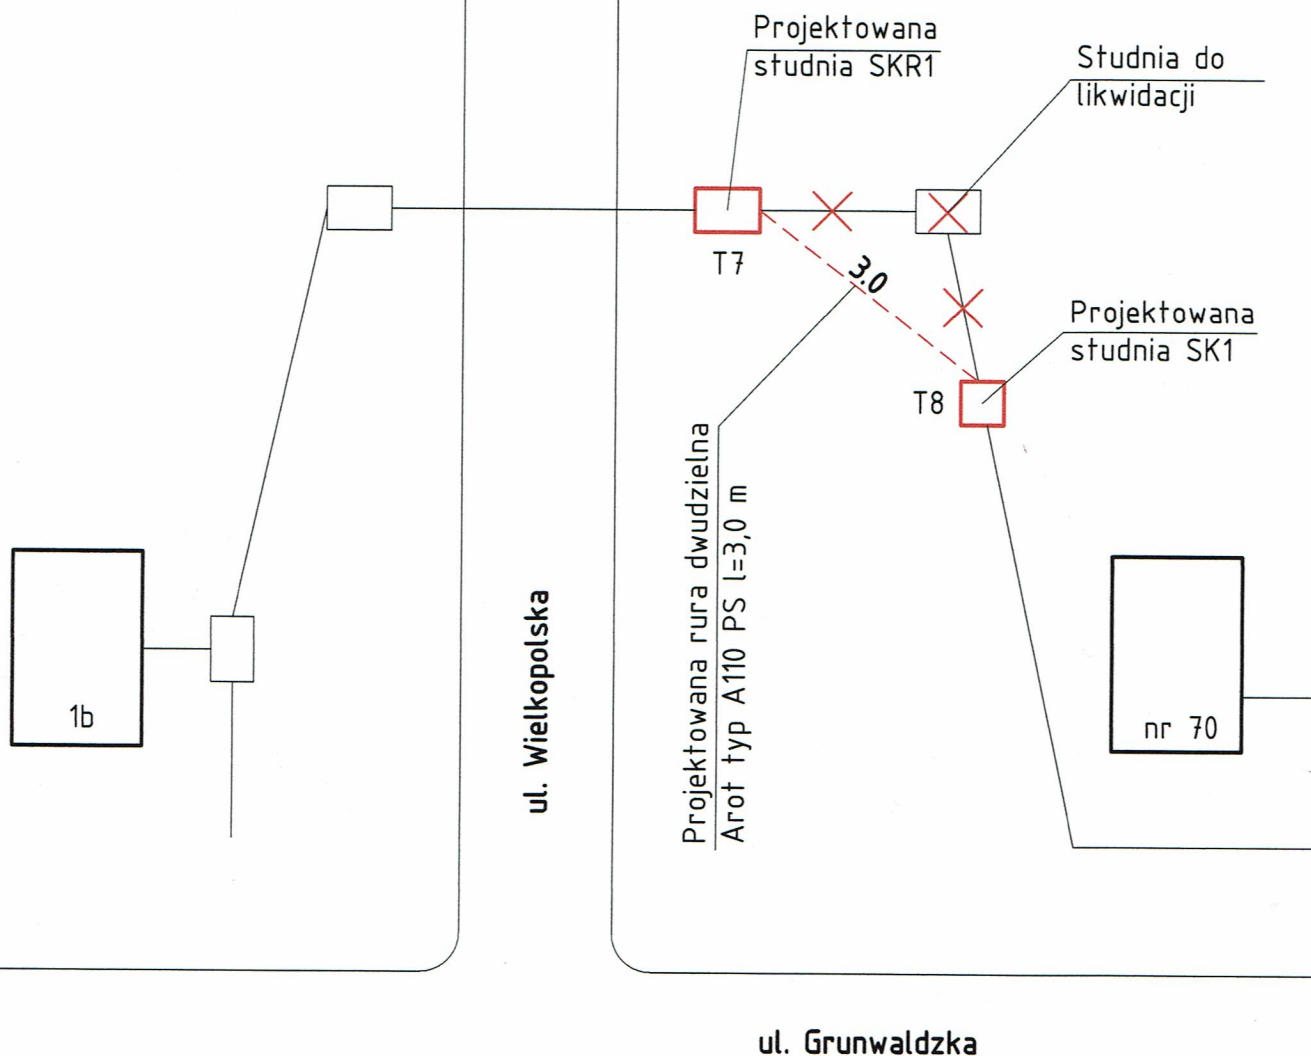 Projektowana
studnia SKR1
Studnia do
likwidacji
T7
3.0
Projektowana
studnia SK1
T8
Projektowana rura dwudzielna
Arot typ A110 PS l=3,0 m
ul. Wielkopolska
1b
nr 70
ul. Grunwaldzka